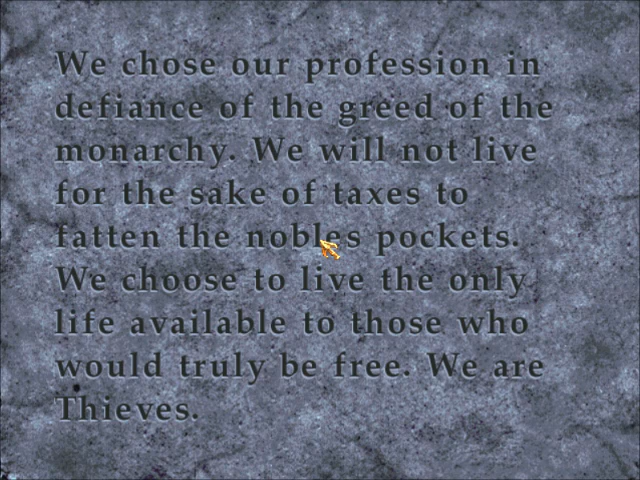 We chose our profession in
defiance of the greed of the
monarchy. We will not live
for the sake of taxes to
fatten the nobles pockets.
We choose to live the only
life available to those who
would truly be free. We are
Thieves.